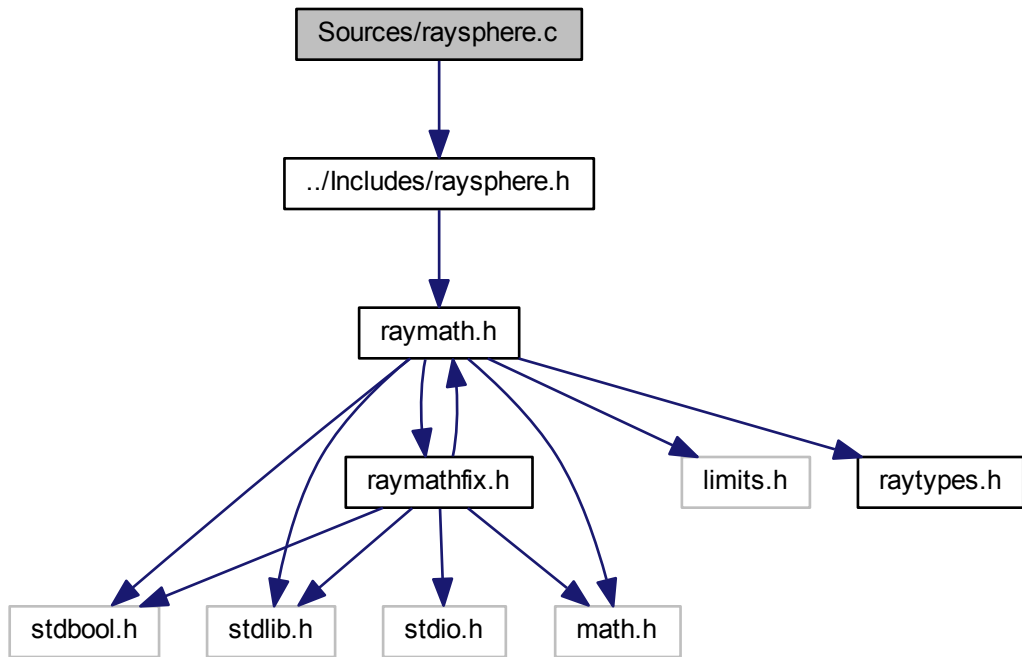 Sources/raysphere.c
../Includes/raysphere.h
raymath.h
raymathfix.h
limits.h
raytypes.h
stdbool.h
stdlib.h
stdio.h
math.h